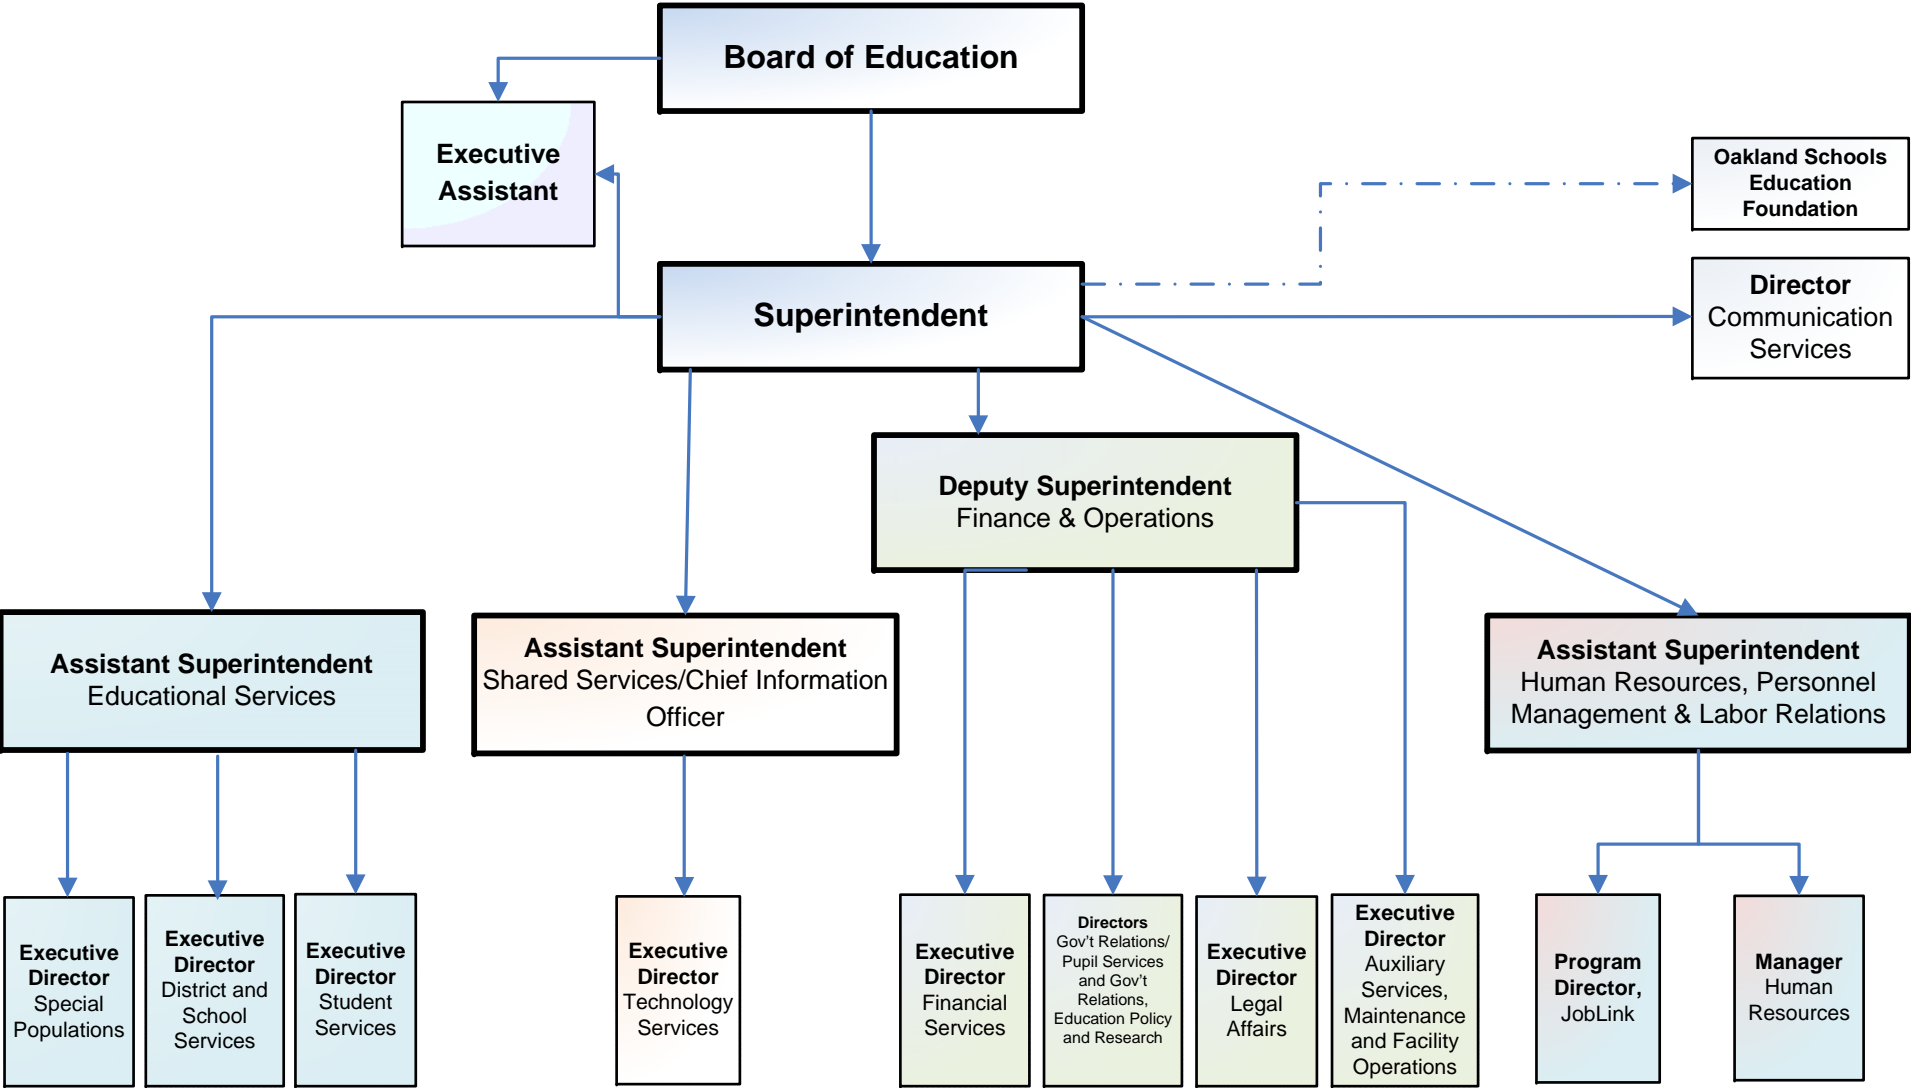 Board of Education
Executive
Assistant
Oakland Schools
Education
Foundation
Superintendent
Director
Communication
Services
Deputy Superintendent
Finance & Operations
Assistant Superintendent
Educational Services
Assistant Superintendent
Shared Services/Chief Information
Officer
Assistant Superintendent
Human Resources, Personnel
Management & Labor Relations
Executive
Director
Special
Populations
Executive
Director
District and
School
Services
Executive
Director
Student
Services
Executive
Director
Technology
Services
Executive
Director
Financial
Services
Directors
Gov't Relations/
Pupil Services
and Gov't
Relations,
Education Policy
and Research
Executive
Director
Legal
Affairs
Executive
Director
Auxiliary
Services,
Maintenance
and Facility
Operations
Program
Director,
JobLink
Manager
Human
Resources